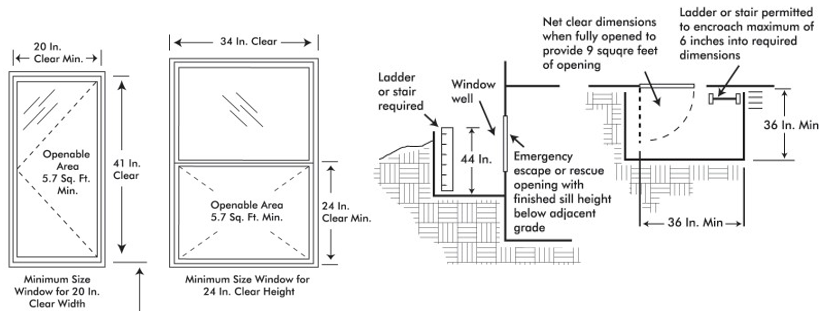 20 In.
Clear Min.
Openable
Area
5.7 Sq. Ft.
Min.
41 In.
Clear
Minimum Size
Window for 20 In.
Clear Width
34 In. Clear
Openable Area
5.7 Sq. Ft. Min.
24 In.
Clear Min.
Minimum Size Window for
24 In. Clear Height
Ladder
or stair
required
Window
well
44 In.
Emergency
escape or rescue
opening with
finished sill height
below adjacent
grade
Net clear dimensions
when fully opened to
provide 9 squqre feet
of opening
Ladder or stair permitted
to encroach maximum of
6 inches into required
dimensions
36 In. Min
36 In. Min